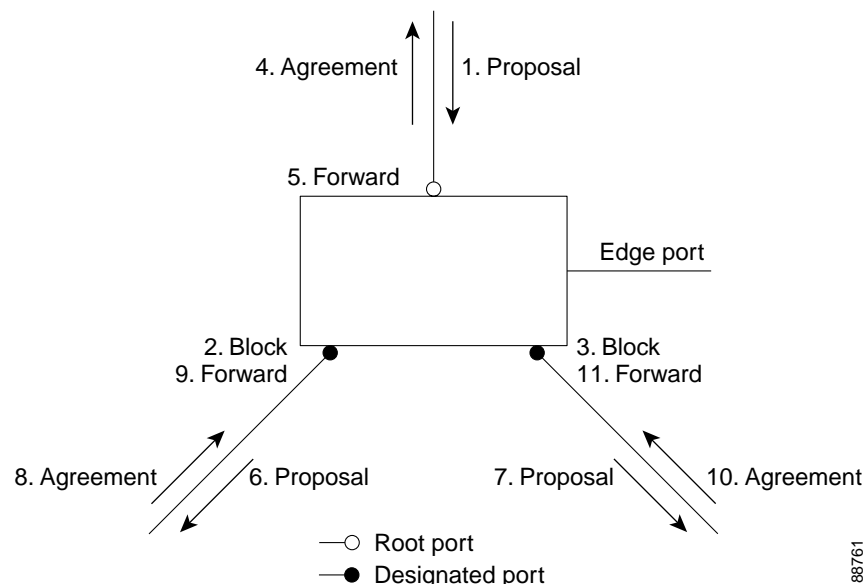 4. Agreement
1. Proposal
5. Forward
Edge port
2. Block
9. Forward
3. Block
11. Forward
8. Agreement
6. Proposal
7. Proposal
10. Agreement
Root port
Designated port
88761